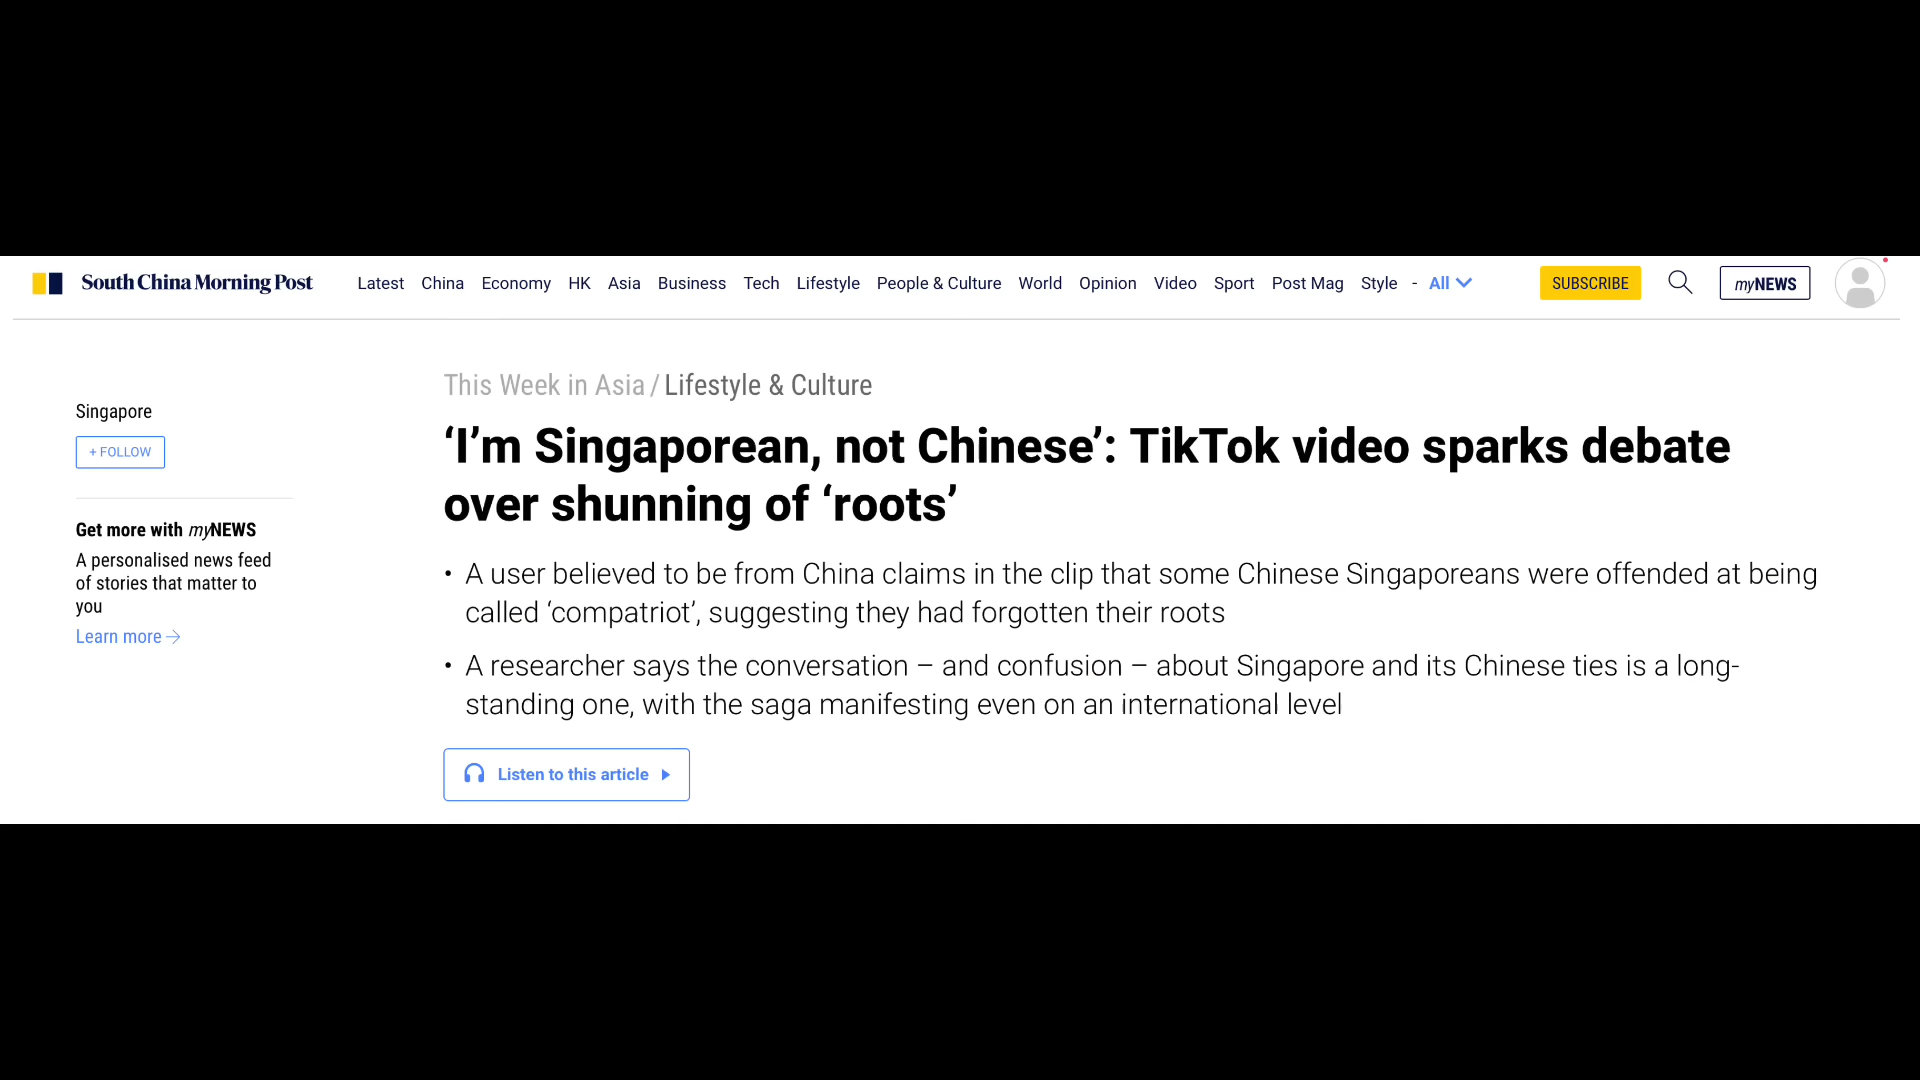 South China Morning Post
Latest China Economy HK Asia Business Tech Lifestyle People & Culture World Opinion Video Sport Post Mag Style - All
SUBSCRIBE
myNEWS
Singapore
+ FOLLOW
Get more with myNEWS
A personalised news feed
of stories that matter to
you
Learn more
This Week in Asia / Lifestyle & Culture
‘I’m Singaporean, not Chinese’: TikTok video sparks debate
over shunning of ‘roots’
• A user believed to be from China claims in the clip that some Chinese Singaporeans were offended at being
called ‘compatriot’, suggesting they had forgotten their roots
• A researcher says the conversation – and confusion – about Singapore and its Chinese ties is a long-
standing one, with the saga manifesting even on an international level
Listen to this article